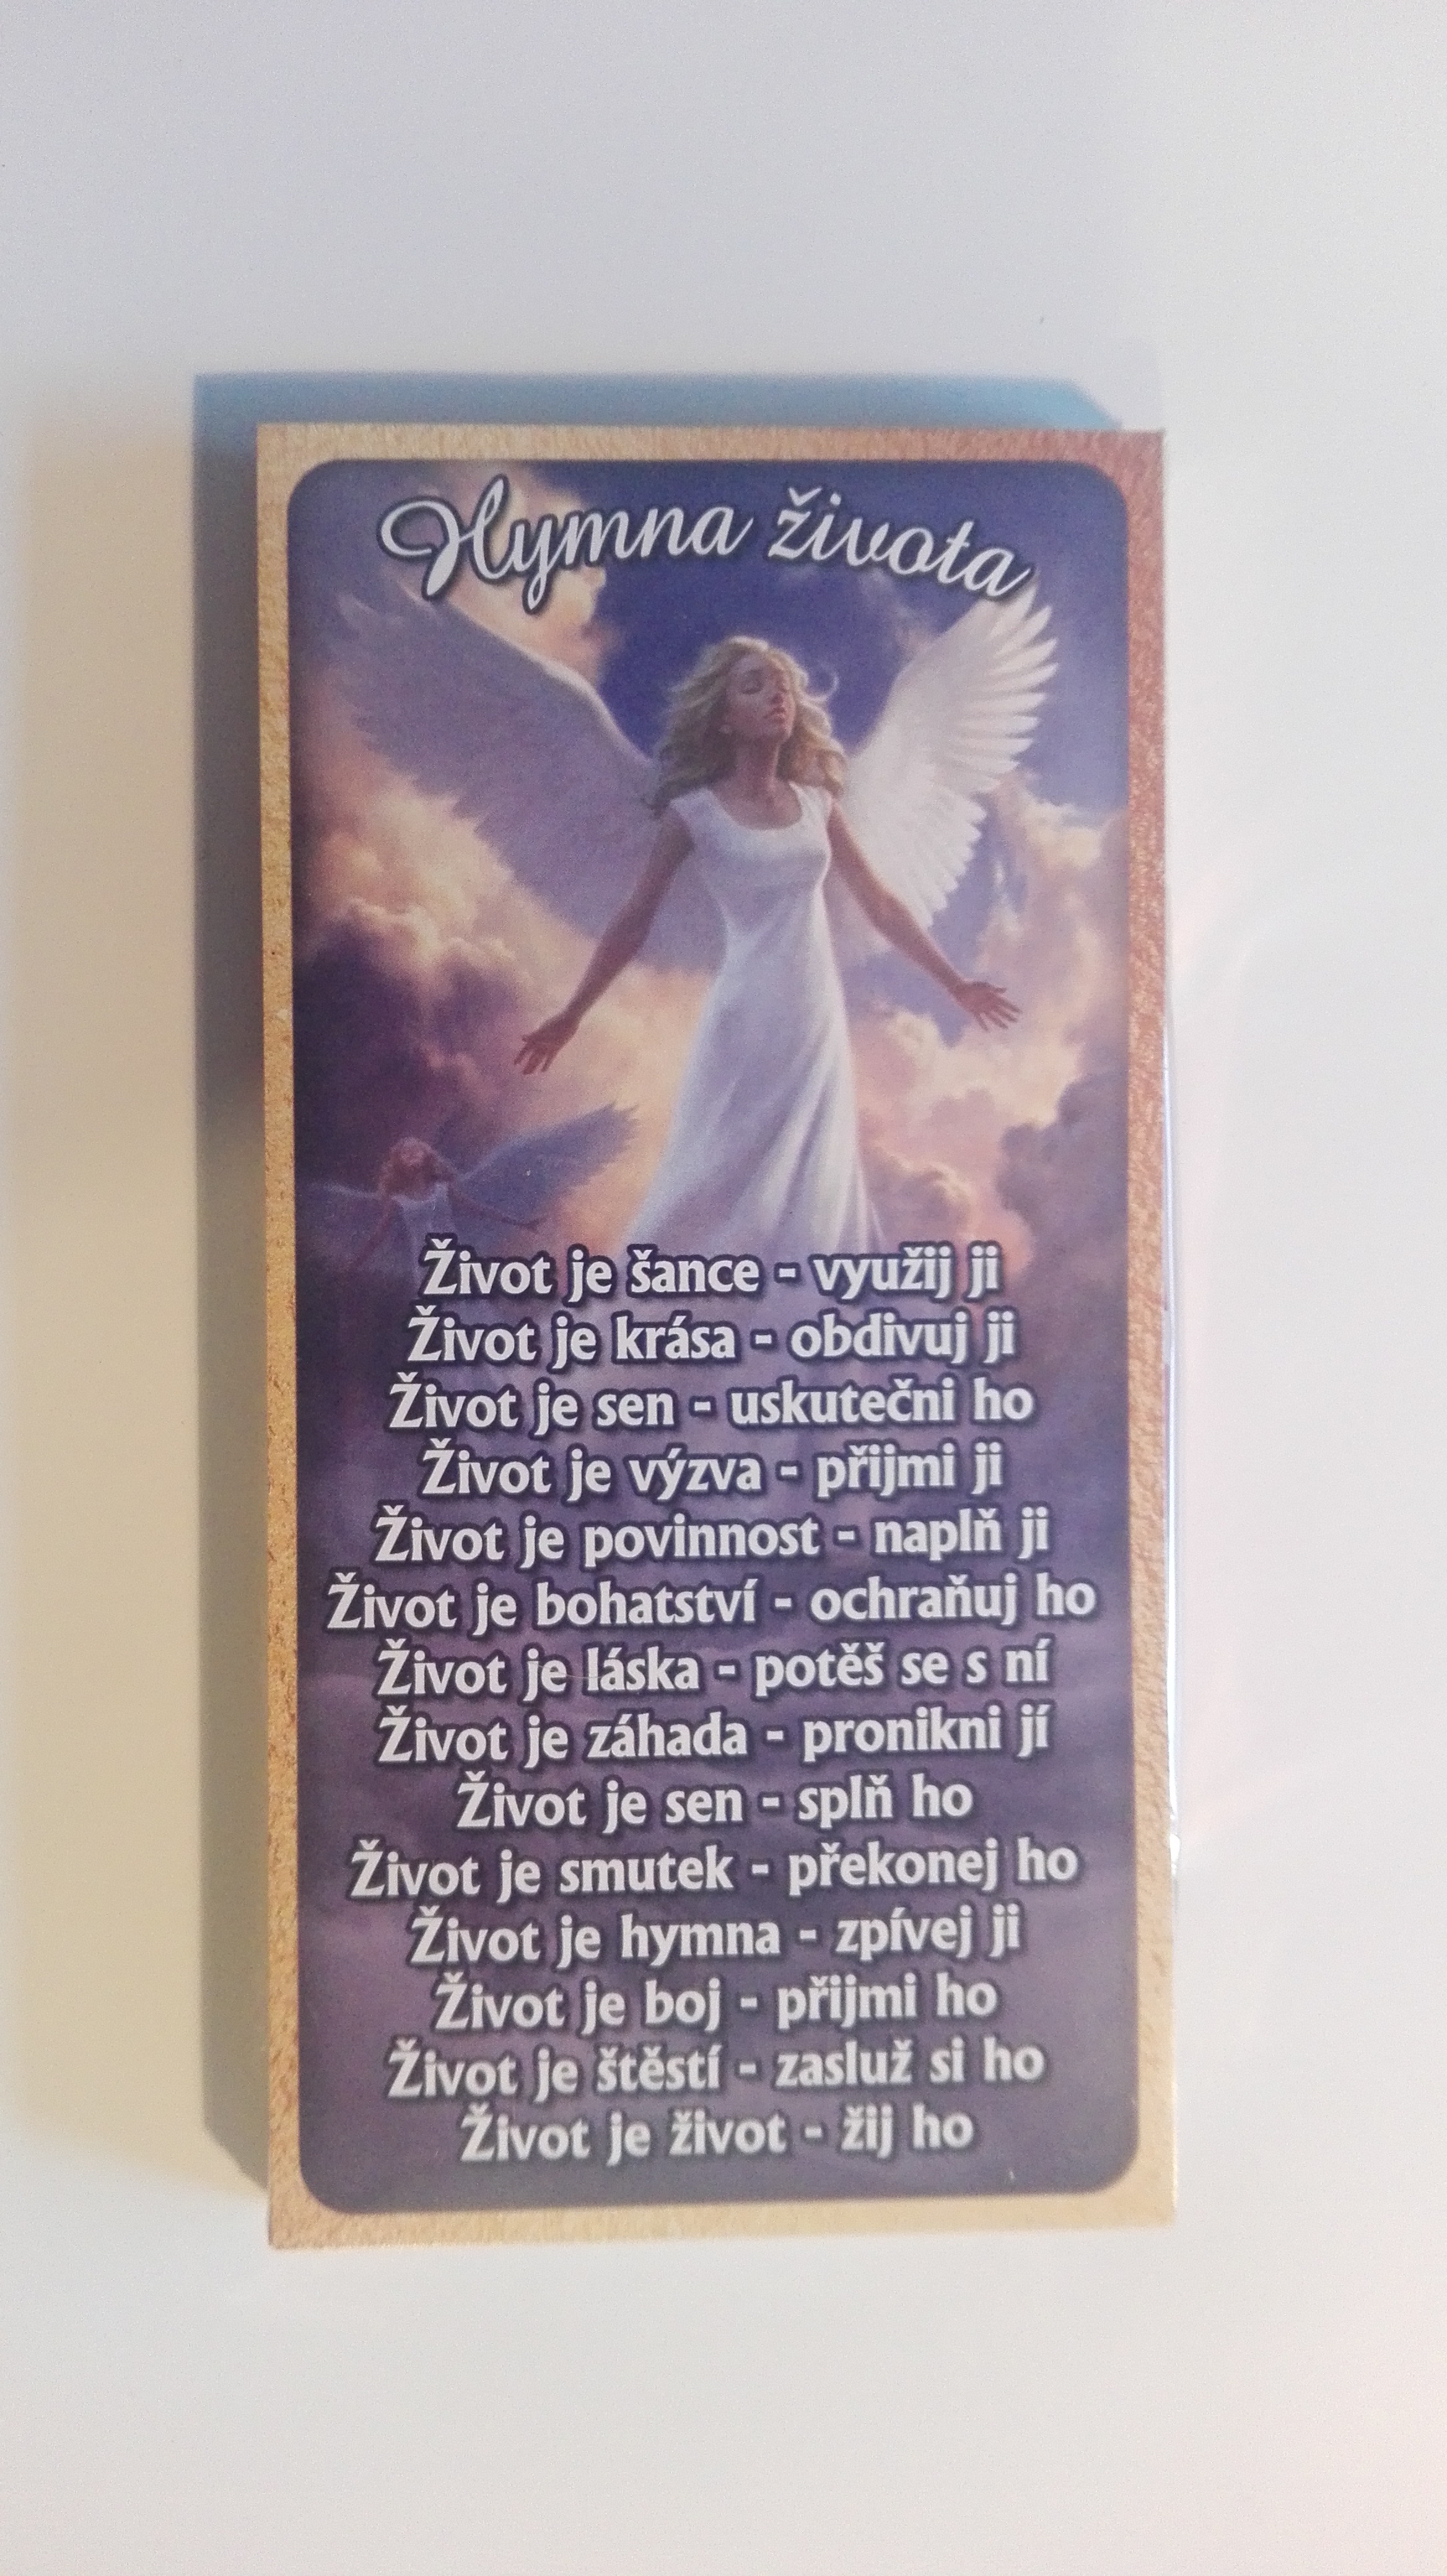 Hymna života
Život je šance - využij ji
Život je krása - obdivuj ji
Život je sen - uskutečni ho
Život je výzva - přijmi ji
Život je povinnost - naplň ji
Život je bohatství - ochraňuj ho
Život je láska - potěš se s ní
Život je záhada - pronikni jí
Život je sen - splň ho
Život je smutek - překonej ho
Život je hymna - zpívej ji
Život je boj - přijmi ho
Život je štěstí - zasluž si ho
Život je život - žij ho